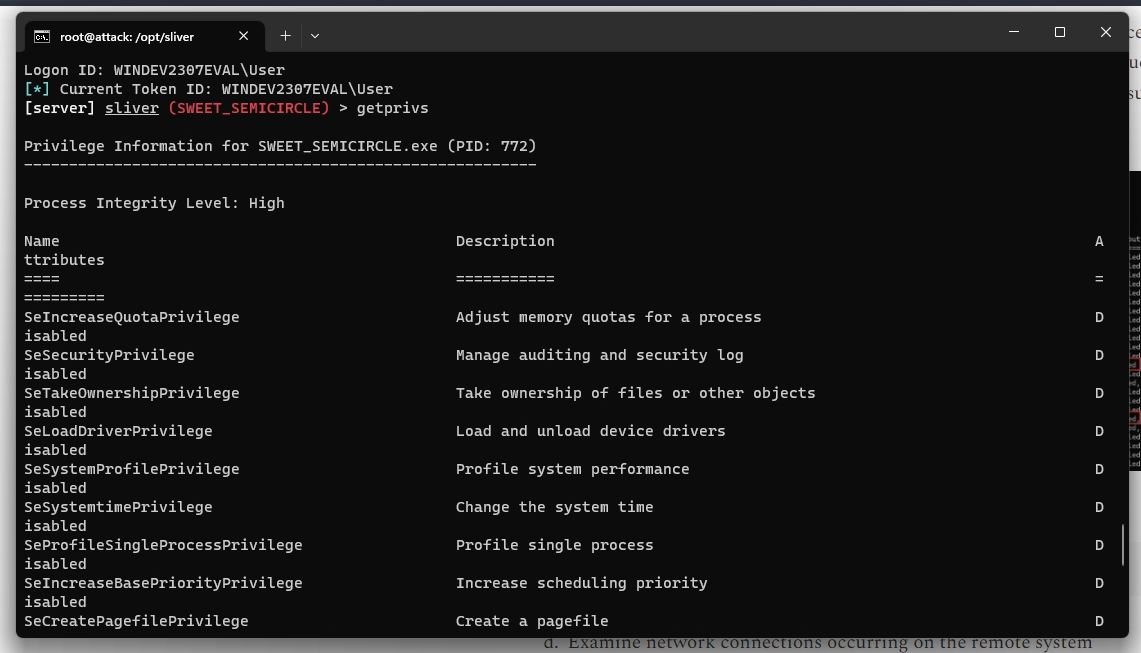 root@attack: /opt/sliver
Logon ID: WINDEV2307EVAL\User
[*] Current Token ID: WINDEV2307EVAL\User
[server] sliver (SWEET_SEMICIRCLE) > getprivs
Privilege Information for SWEET_SEMICIRCLE.exe (PID: 772)
---------------------------------------------------------
Process Integrity Level: High
Name Description A
ttributes
==== =========== =
=========
SeIncreaseQuotaPrivilege Adjust memory quotas for a process D
isabled
SeSecurityPrivilege Manage auditing and security log D
isabled
SeTakeOwnershipPrivilege Take ownership of files or other objects D
isabled
SeLoadDriverPrivilege Load and unload device drivers D
isabled
SeSystemProfilePrivilege Profile system performance D
isabled
SeSystemtimePrivilege Change the system time D
isabled
SeProfileSingleProcessPrivilege Profile single process D
isabled
SeIncreaseBasePriorityPrivilege Increase scheduling priority D
isabled
SeCreatePagefilePrivilege Create a pagefile D
d. Examine network connections occurring on the remote system